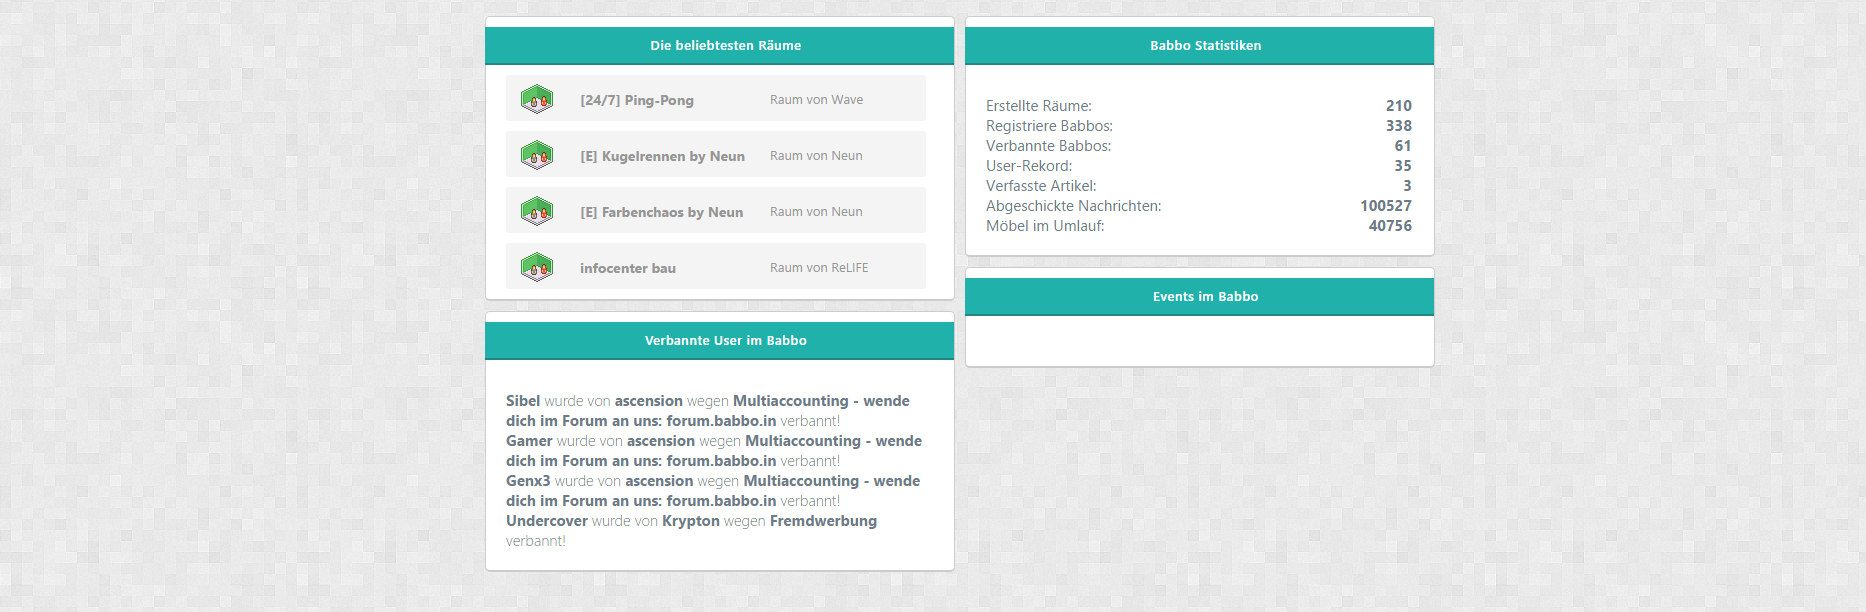 Die beliebtesten Räume
[24/7] Ping-Pong Raum von Wave
[E] Kugelrennen by Neun Raum von Neun
[E] Farbenchaos by Neun Raum von Neun
infocenter bau Raum von ReLIFE
Verbannte User im Babbo
Sibel wurde von ascension wegen Multiaccounting - wende
dich im Forum an uns: forum.babbo.in verbannt!
Gamer wurde von ascension wegen Multiaccounting - wende
dich im Forum an uns: forum.babbo.in verbannt!
Genx3 wurde von ascension wegen Multiaccounting - wende
dich im Forum an uns: forum.babbo.in verbannt!
Undercover wurde von Krypton wegen Fremdwerbung
verbannt!
Babbo Statistiken
Erstellte Räume: 210
Registriere Babbos: 338
Verbannte Babbos: 61
User-Rekord: 35
Verfasste Artikel: 3
Abgeschickte Nachrichten: 100527
Möbel im Umlauf: 40756
Events im Babbo